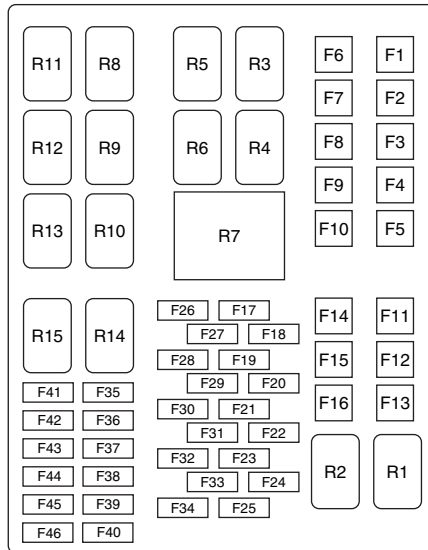 R11 R8 R5 R3 F6 F1
F7 F2
R12 R9 R6 R4 F8 F3
F9 F4
R13 R10 R7 F10 F5
F26 F17
R15 R14 F27 F18 F14 F11
F28 F19 F15 F12
F29 F20
F41 F35 F30 F21 F16 F13
F42 F36 F31 F22
F43 F37 F32 F23
F44 F38 F33 F24 R2 R1
F45 F39 F34 F25
F46 F40